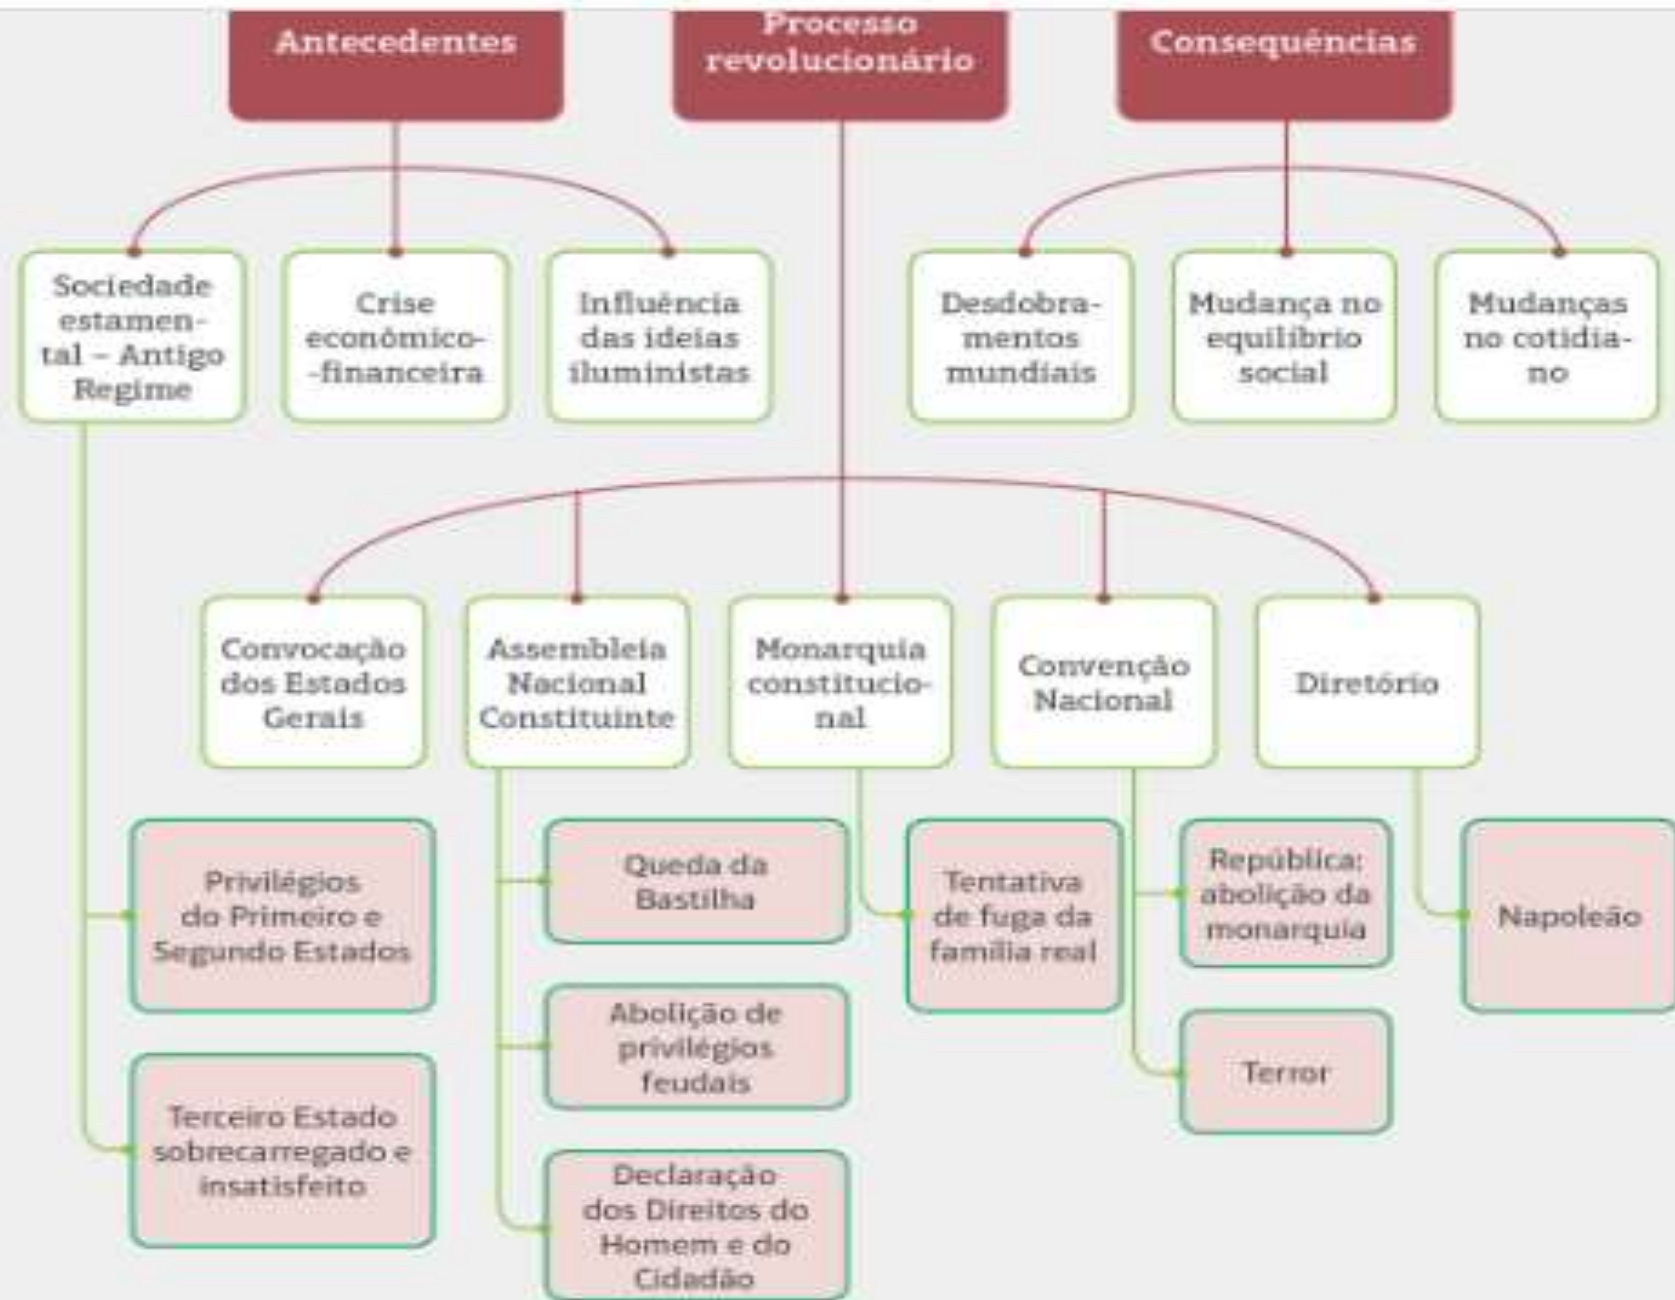 Antecedentes
Processo
revolucionário
Consequências
Sociedade
estamen-
tal – Antigo
Regime
Crise
econômico-
-financeira
Influência
das ideias
iluministas
Desdobra-
mentos
mundiais
Mudança no
equilíbrio
social
Mudanças
no cotidia-
no
Convocação
dos Estados
Gerais
Assembleia
Nacional
Constituinte
Monarquia
constitucio-
nal
Convenção
Nacional
Diretório
Privilégios
do Primeiro e
Segundo Estados
Terceiro Estado
sobrecarregado e
insatisfeito
Queda da
Bastilha
Abolição de
privilégios
feudais
Declaração
dos Direitos do
Homem e do
Cidadão
Tentativa
de fuga da
família real
República:
abolição da
monarquia
Terror
Napoleão